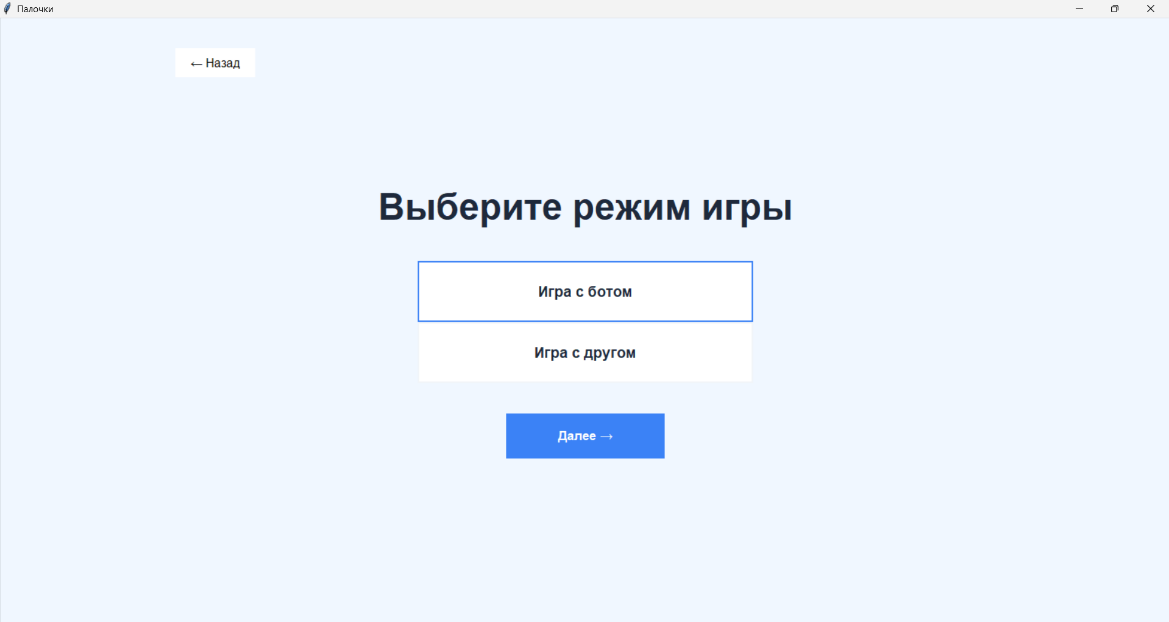 Палочки
← Назад
Выберите режим игры
Игра с ботом
Игра с другом
Далее →